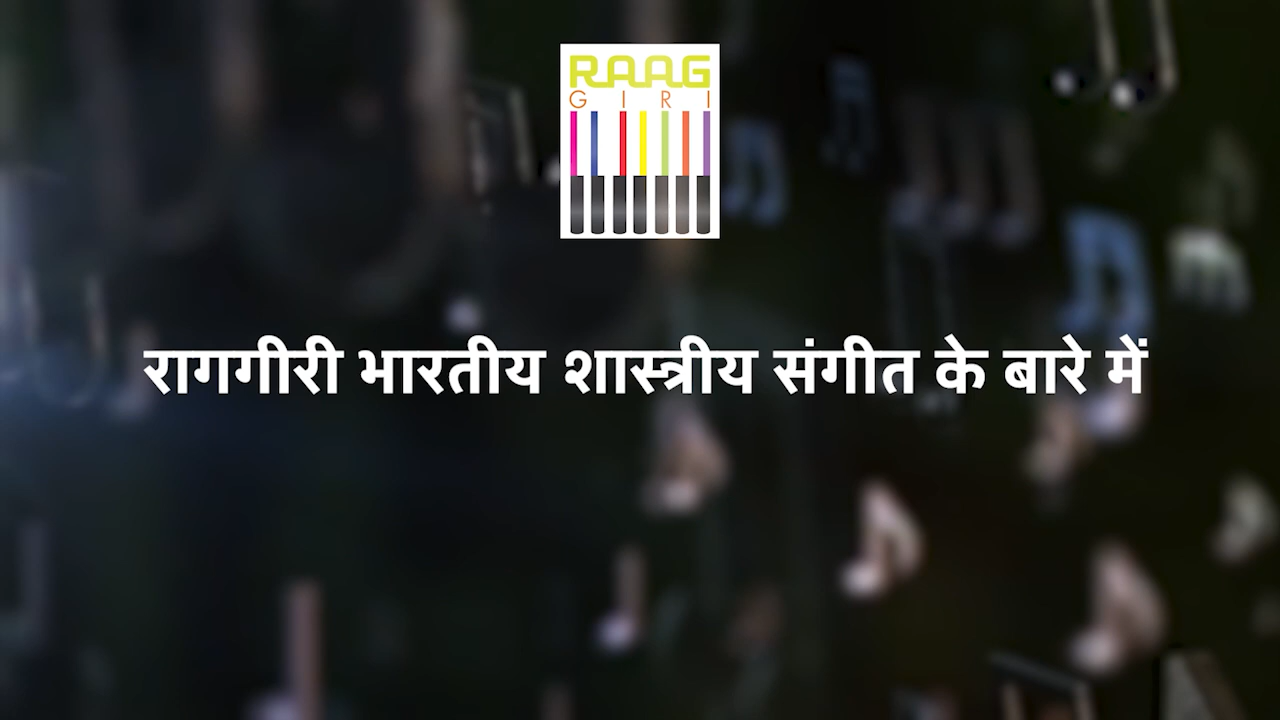 RAAG
GIRI
रागगीरी भारतीय शास्त्रीय संगीत के बारे में